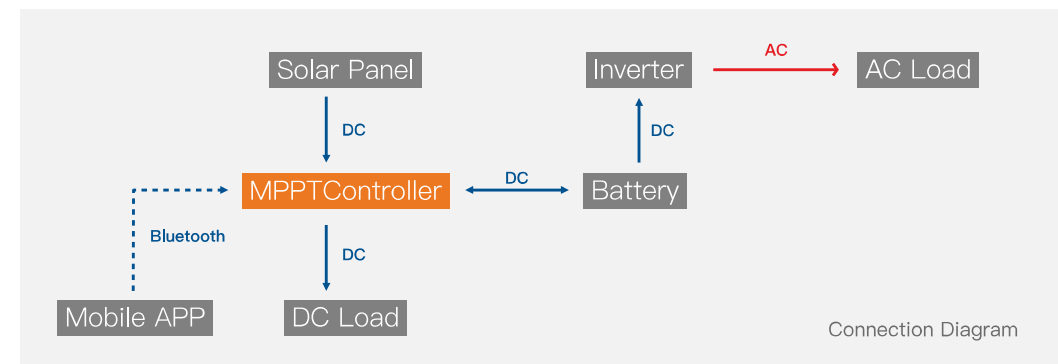 Solar Panel
Inverter
AC
AC Load
DC
DC
MPPTController
DC
Battery
Bluetooth
DC
Mobile APP
DC Load
Connection Diagram